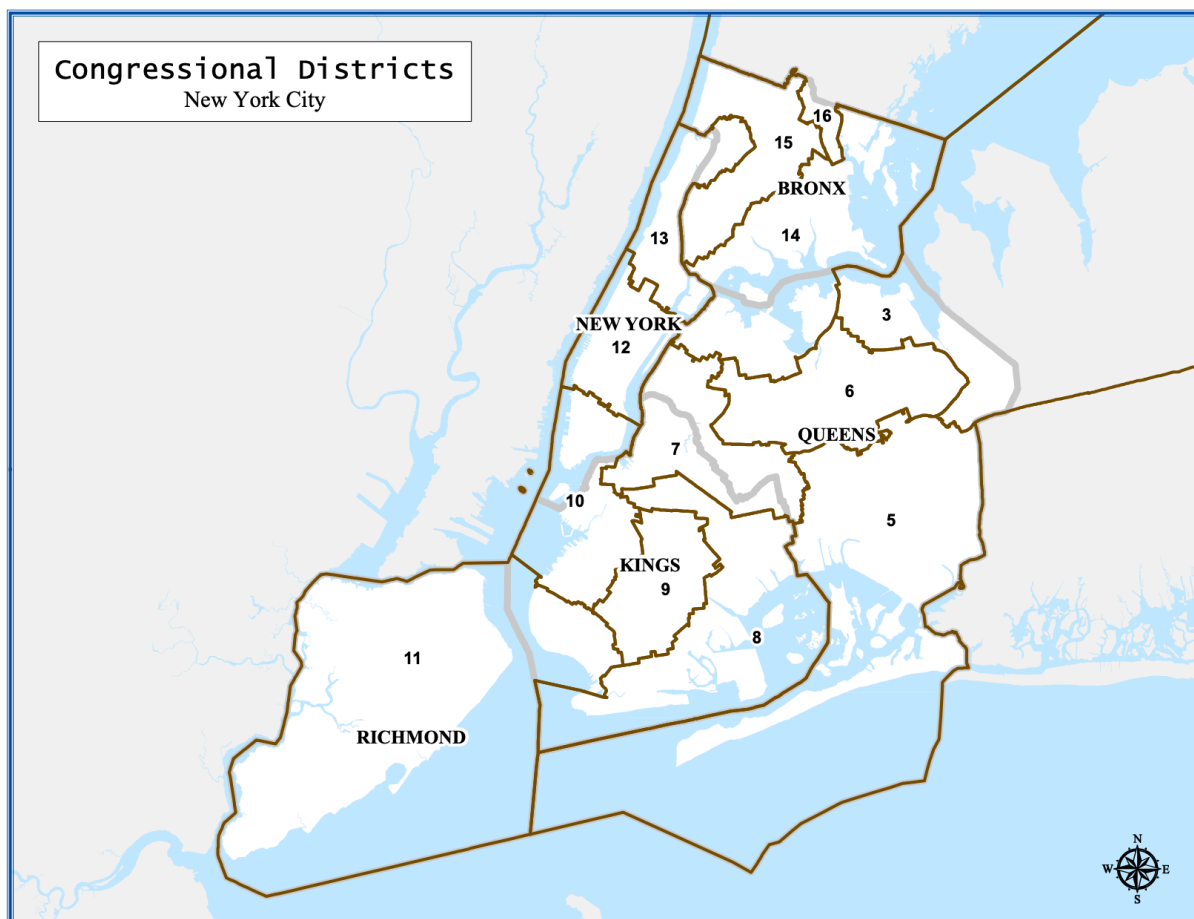 Congressional Districts
New York City
16
15
BRONX
13
14
3
NEW YORK
12
6
QUEENS
7
10
5
KINGS
9
8
11
RICHMOND
N
W E
S